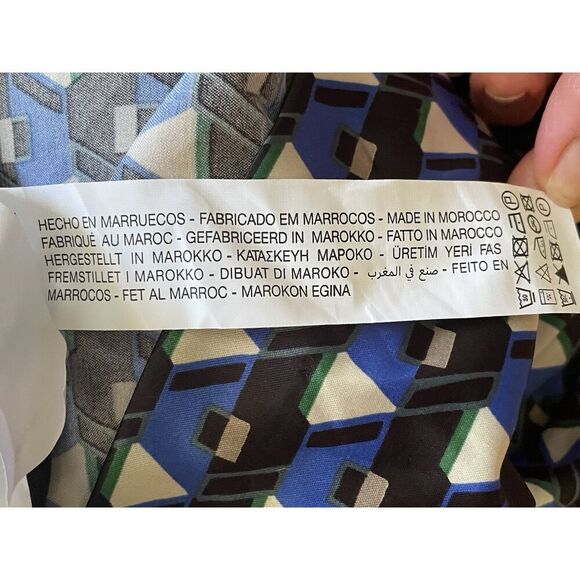 HECHO EN MARRUECOS - FABRICADO EM MARROCOS - MADE IN MOROCCO
FABRIQUÉ AU MAROC - GEFABRICEERD IN MAROKKO - FATTO IN MAROCCO
HERGESTELLT IN MAROKKO - ΚΑΤΑΣΚΕΥΗ ΜΑΡΟΚΟ - ÜRETİM YERİ FAS
FREMSTILLET I MAROKKO - DIBUAT DI MAROKO - صنع في المغرب - FEITO EN
MARROCOS - FET AL MARROC - MAROKON EGINA